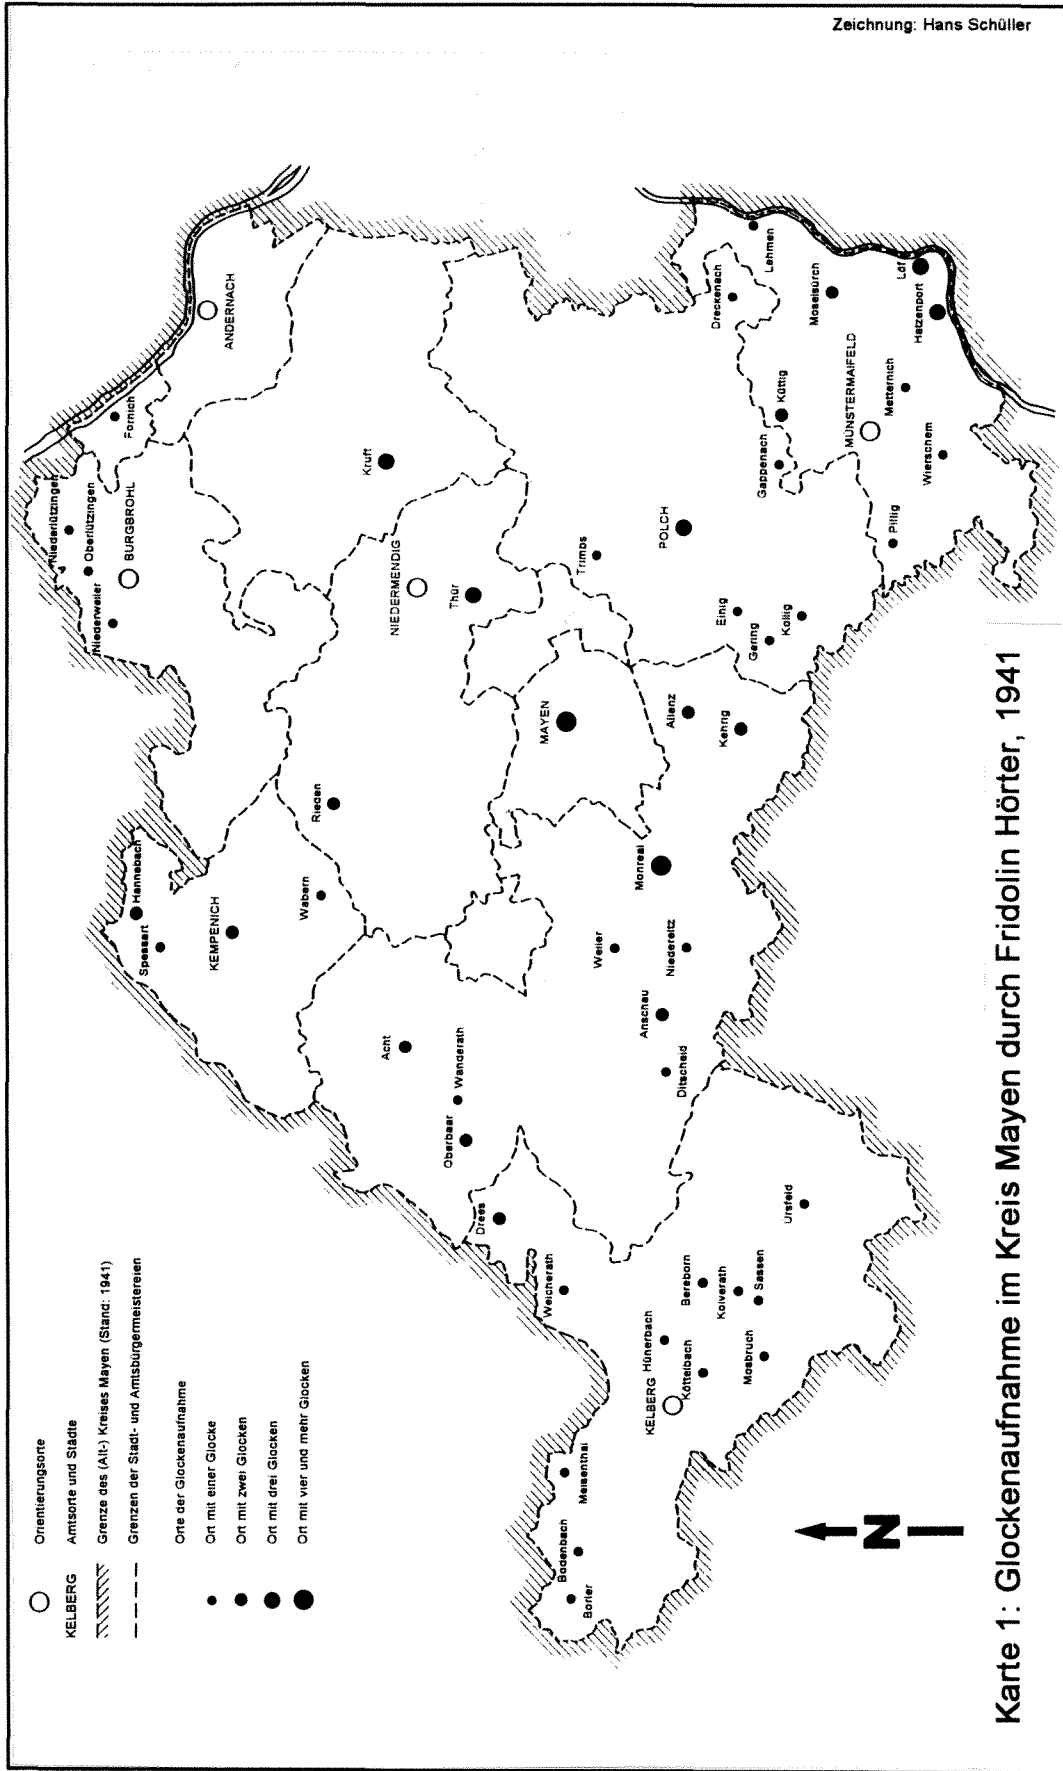 Zeichnung: Hans Schüller
Orientierungsorte
KELBERG Amtsorte und Städte
Grenze des (Alt-) Kreises Mayen (Stand: 1941)
Grenzen der Stadt- und Amtsbürgermeistereien
Orte der Glockenaufnahme
Ort mit einer Glocke
Ort mit zwei Glocken
Ort mit drei Glocken
Ort mit vier und mehr Glocken
Niederlützingen
Oberlützingen
Niederweiler
BURGBROHL
Fornich
ANDERNACH
Hannebach
Spessart
KEMPENICH
Wabern
Rieden
Kruft
NIEDERMENDIG
Thür
Acht
Wanderath
Oberbaar
Drees
Weicherath
MAYEN
Trimbs
POLCH
Dreckenach
Lehmen
Moselsürch
Löf
Hatzenport
Küttig
Gappenach
MÜNSTERMAIFELD
Metternich
Wierschem
Pillig
Einig
Gering
Kollig
Allenz
Kehrig
Monreal
Weiler
Niederelz
Anschau
Ditscheid
Ursfeld
Bereborn
Kolverath
Sassen
Mosbruch
Hünerbach
Köttelbach
KELBERG
Meisenthal
Bodenbach
Borler
N
Karte 1: Glockenaufnahme im Kreis Mayen durch Fridolin Hörter, 1941